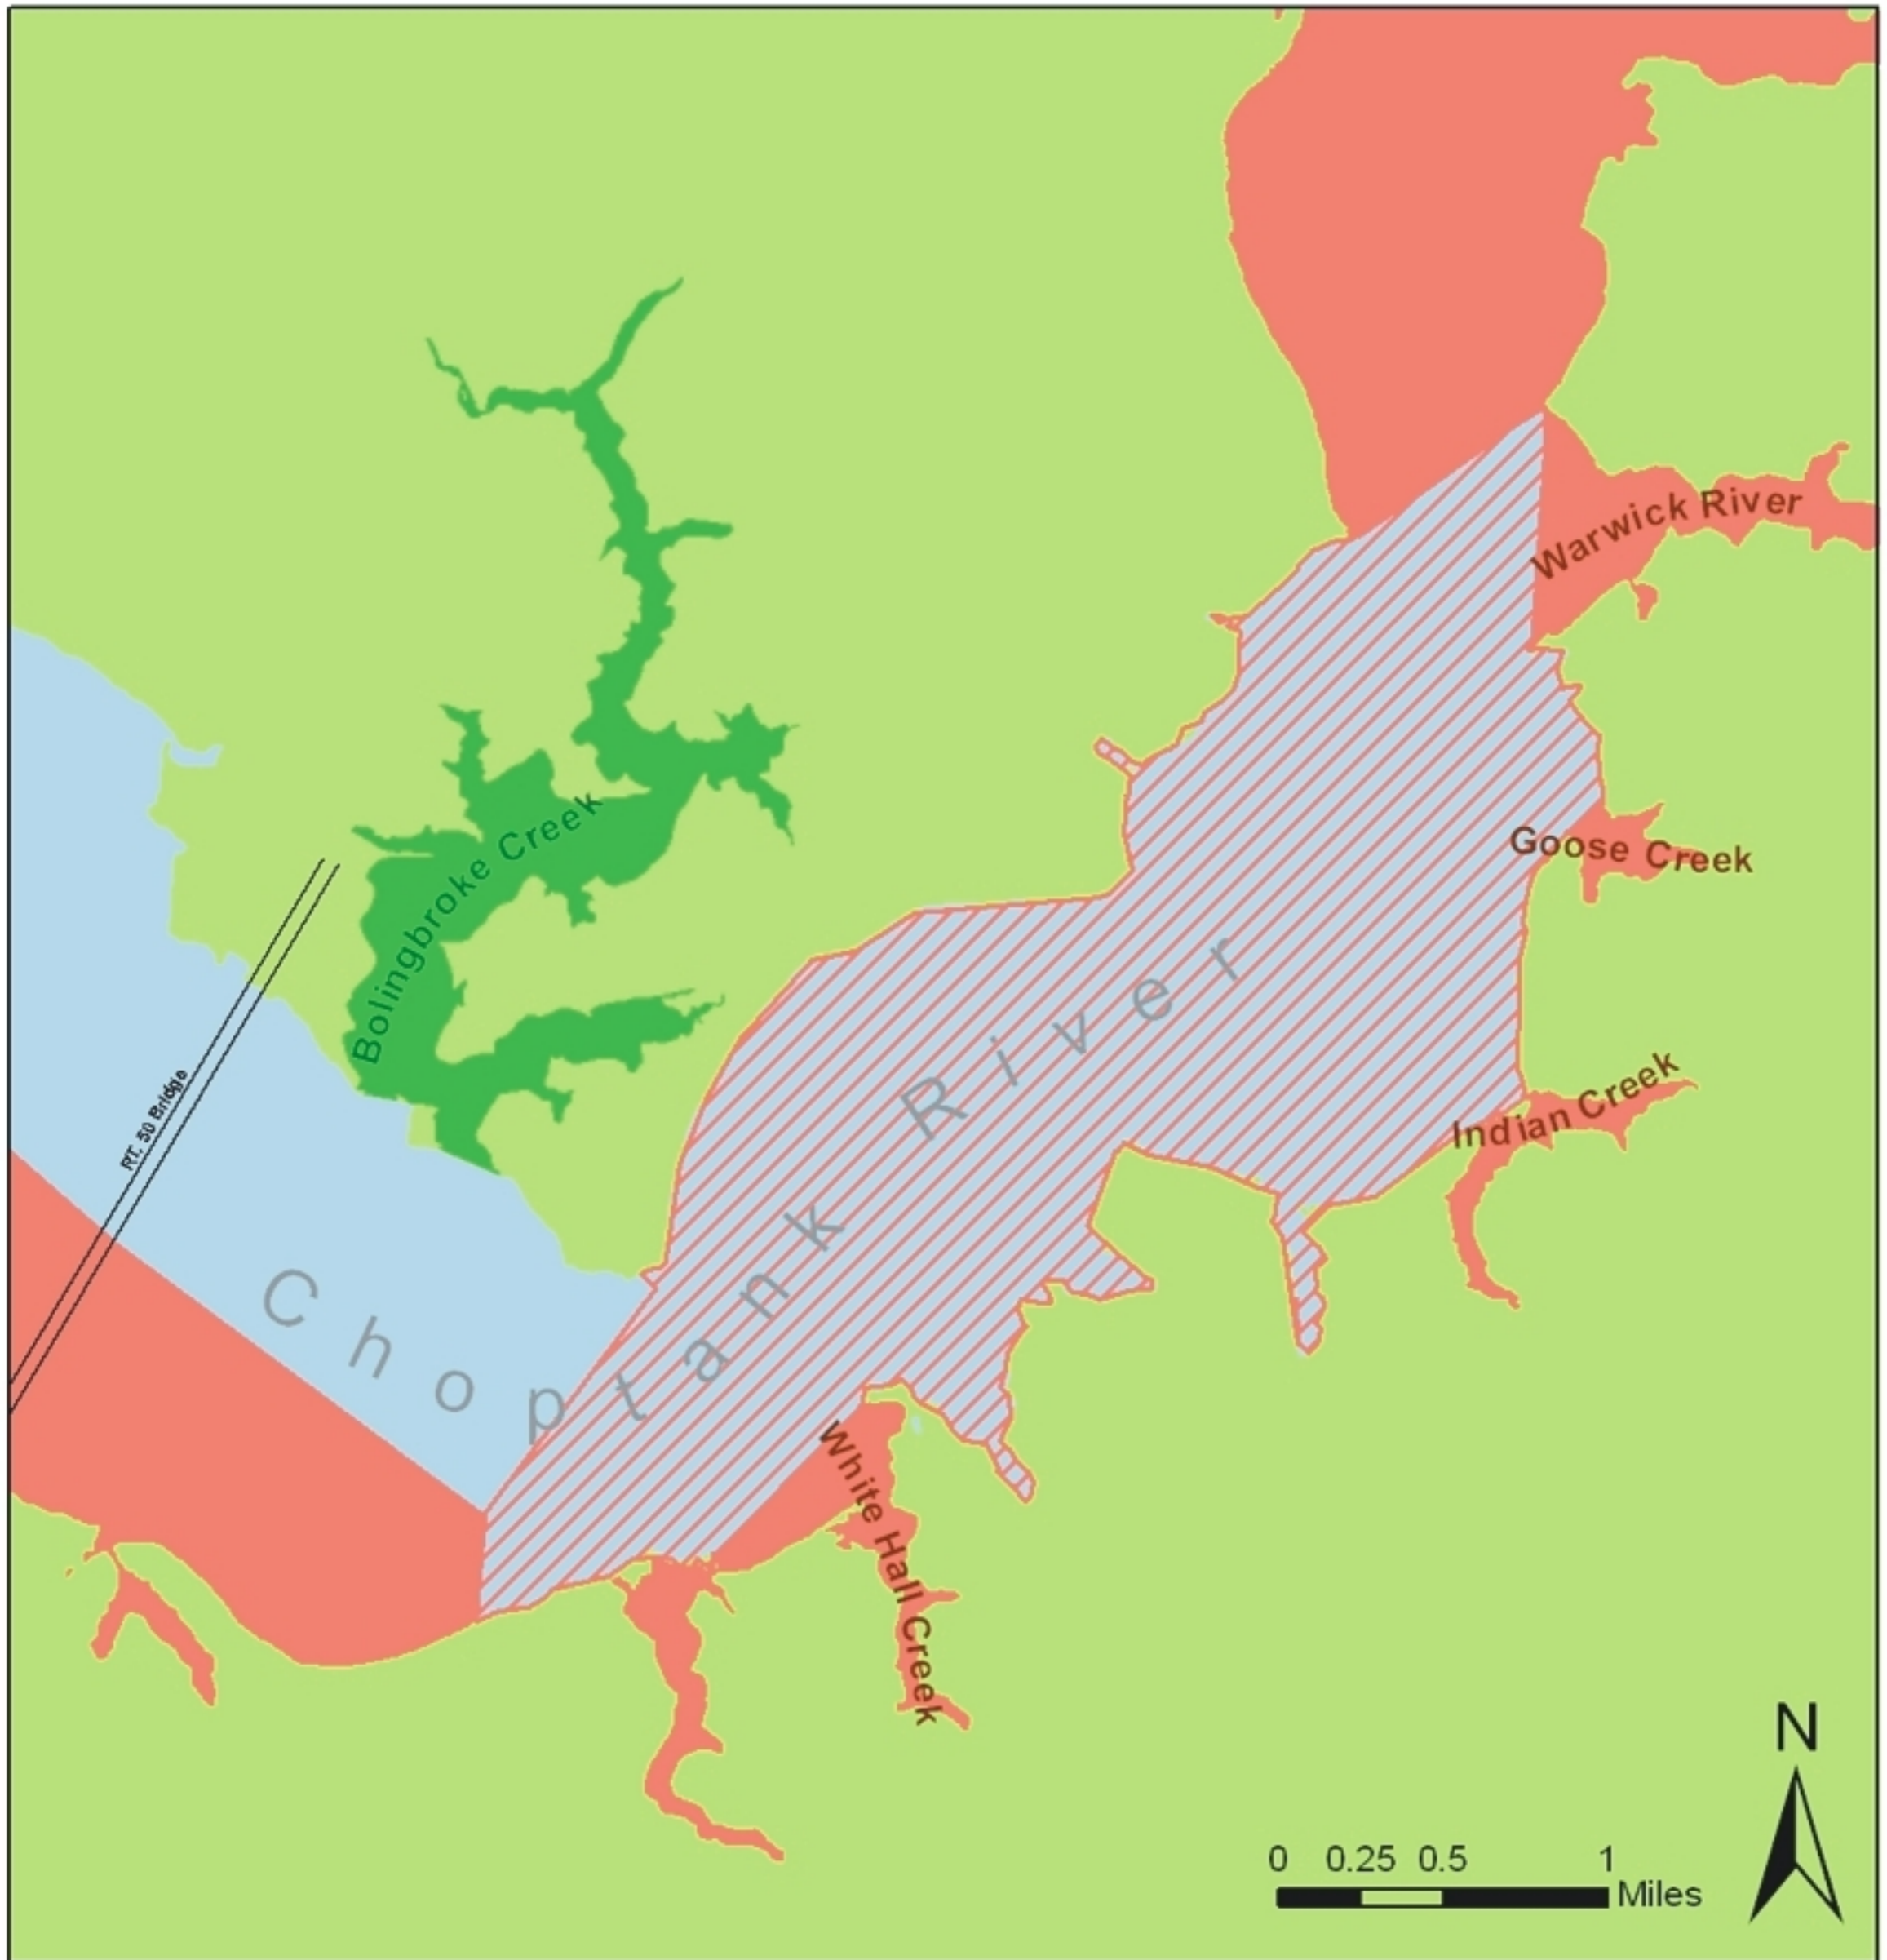 Warwick River
Goose Creek
Bolingbroke Creek
Indian Creek
RT. 50 Bridge
Choptank River
White Hall Creek
N
0 0.25 0.5 1
Miles